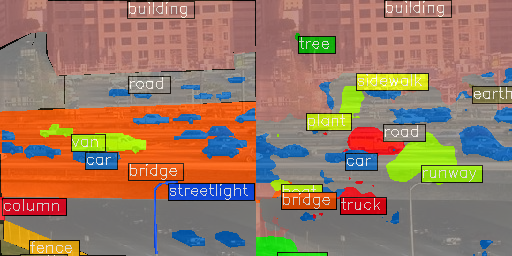 building
road
van
car
bridge
streetlight
column
fence
building
tree
sidewalk
earth
plant
road
car
runway
bridge
truck